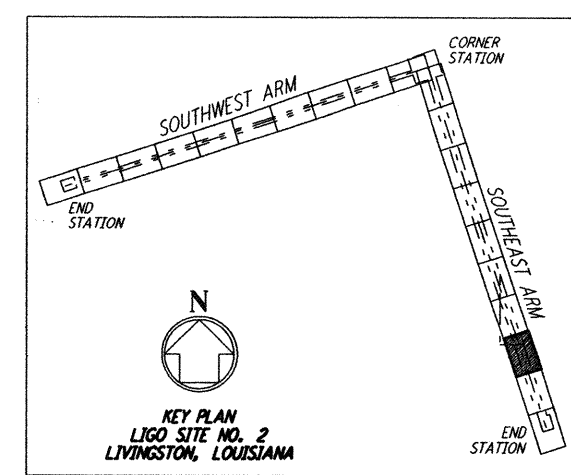 CORNER
STATION
SOUTHWEST ARM
END
STATION
SOUTHEAST ARM
N
KEY PLAN
LIGO SITE NO. 2
LIVINGSTON, LOUISIANA
END
STATION